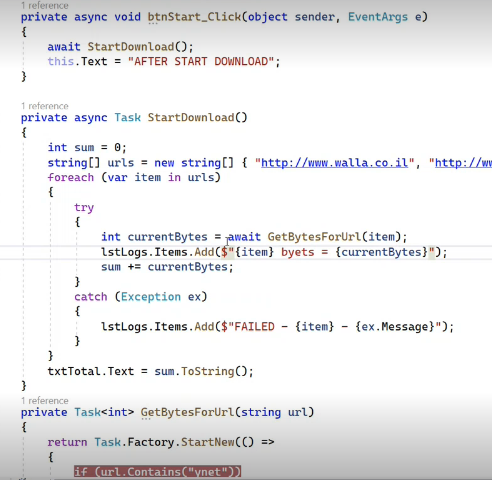 1 reference
private async void btnStart_Click(object sender, EventArgs e)
{
await StartDownload();
this.Text = "AFTER START DOWNLOAD";
}
1 reference
private async Task StartDownload()
{
int sum = 0;
string[] urls = new string[] { "http://www.walla.co.il", "http://w
foreach (var item in urls)
{
try
{
int currentBytes = await GetBytesForUrl(item);
lstLogs.Items.Add($"{item} byets = {currentBytes}");
sum += currentBytes;
}
catch (Exception ex)
{
lstLogs.Items.Add($"FAILED - {item} - {ex.Message}");
}
}
txtTotal.Text = sum.ToString();
}
1 reference
private Task<int> GetBytesForUrl(string url)
{
return Task.Factory.StartNew(() =>
{
if (url.Contains("ynet"))